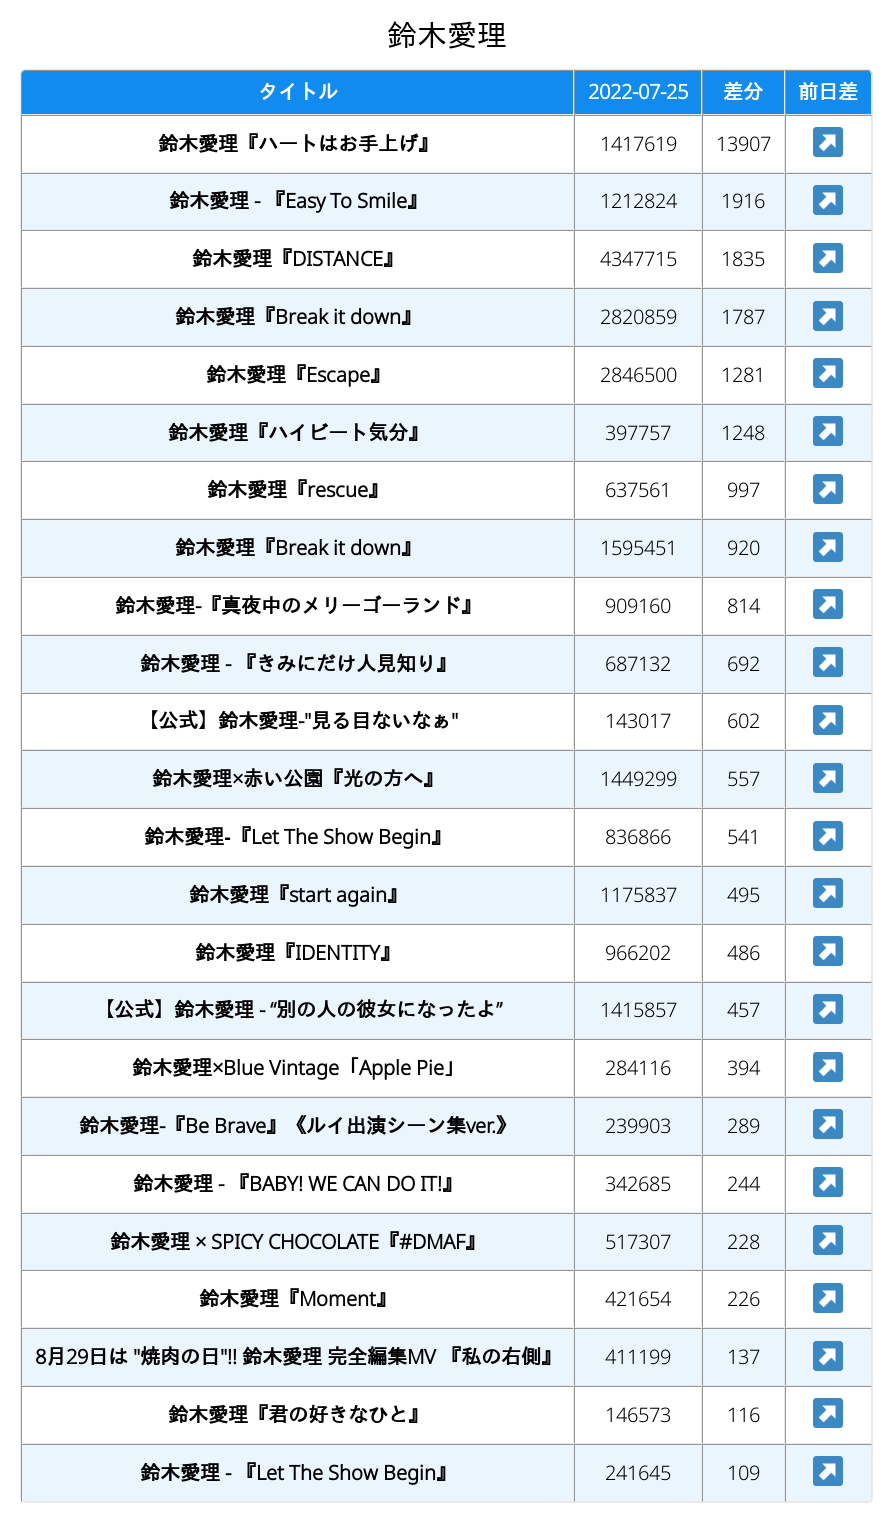 鈴木愛理
タイトル 2022-07-25 差分 前日差
鈴木愛理『ハートはお手上げ』 1417619 13907 ↗
鈴木愛理 - 『Easy To Smile』 1212824 1916 ↗
鈴木愛理『DISTANCE』 4347715 1835 ↗
鈴木愛理『Break it down』 2820859 1787 ↗
鈴木愛理『Escape』 2846500 1281 ↗
鈴木愛理『ハイビート気分』 397757 1248 ↗
鈴木愛理『rescue』 637561 997 ↗
鈴木愛理『Break it down』 1595451 920 ↗
鈴木愛理-『真夜中のメリーゴーランド』 909160 814 ↗
鈴木愛理 - 『きみにだけ人見知り』 687132 692 ↗
【公式】鈴木愛理-"見る目ないなぁ" 143017 602 ↗
鈴木愛理×赤い公園『光の方へ』 1449299 557 ↗
鈴木愛理-『Let The Show Begin』 836866 541 ↗
鈴木愛理『start again』 1175837 495 ↗
鈴木愛理『IDENTITY』 966202 486 ↗
【公式】鈴木愛理 - “別の人の彼女になったよ” 1415857 457 ↗
鈴木愛理×Blue Vintage「Apple Pie」 284116 394 ↗
鈴木愛理-『Be Brave』《ルイ出演シーン集ver.》 239903 289 ↗
鈴木愛理 - 『BABY! WE CAN DO IT!』 342685 244 ↗
鈴木愛理 × SPICY CHOCOLATE『#DMAF』 517307 228 ↗
鈴木愛理『Moment』 421654 226 ↗
8月29日は "焼肉の日"!! 鈴木愛理 完全編集MV 『私の右側』 411199 137 ↗
鈴木愛理『君の好きなひと』 146573 116 ↗
鈴木愛理 - 『Let The Show Begin』 241645 109 ↗